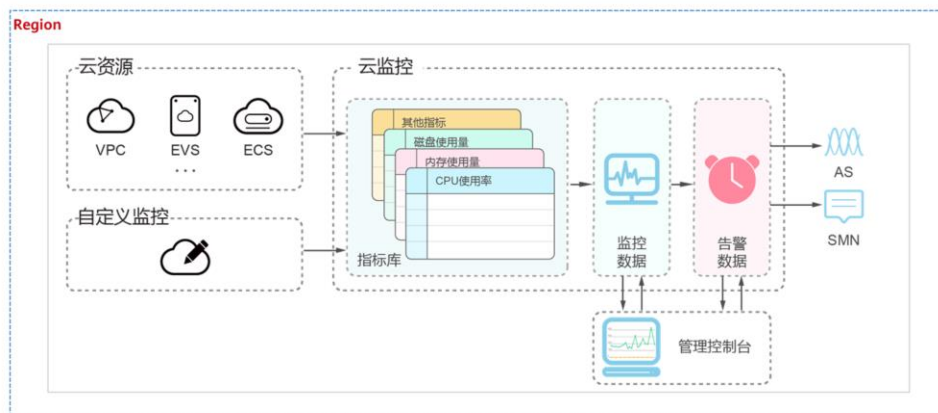 Region
云资源
VPC
EVS
ECS
...
自定义监控
云监控
其他指标
磁盘使用量
内存使用量
CPU使用率
指标库
监控
数据
告警
数据
AS
SMN
管理控制台